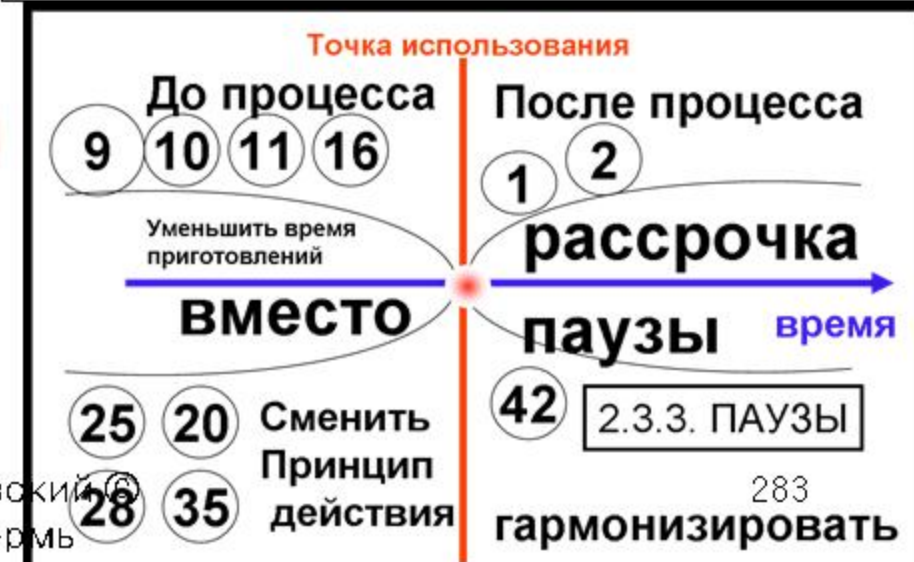 Точка использования
До процесса
9 10 11 16
Уменьшить время
приготовлений
вместо
25 20
28 35
Сменить
Принцип
действия
После процесса
1 2
рассрочка
время
паузы
42
2.3.3. ПАУЗЫ
283
гармонизировать